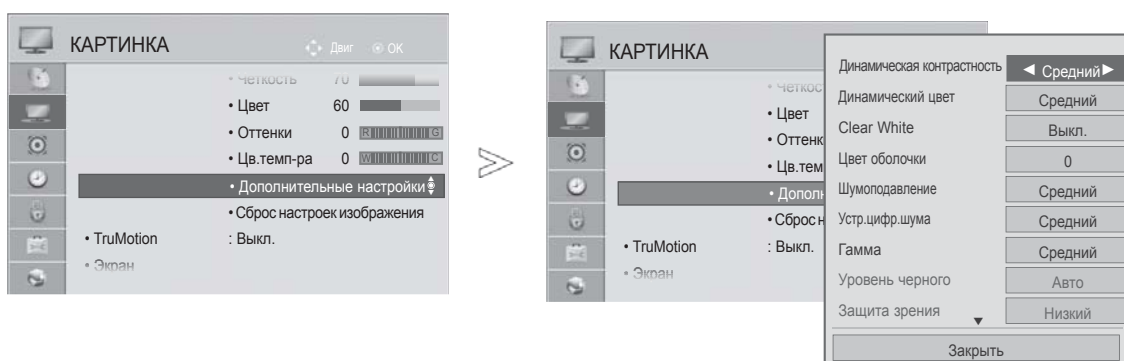 КАРТИНКА
Двиг OK
• Четкость 70
• Цвет 60
• Оттенки 0 R G
• Цв.темп-ра 0 W C
• Дополнительные настройки
• Сброс настроек изображения
• TruMotion : Выкл.
• Экран
КАРТИНКА
• Четкос
• Цвет
• Оттенк
• Цв.тем
• Допол
• Сброс н
• TruMotion : Выкл.
• Экран
Динамическая контрастность ◀ Средний▶
Динамический цвет Средний
Clear White Выкл.
Цвет оболочки 0
Шумоподавление Средний
Устр.цифр.шума Средний
Гамма Средний
Уровень черного Авто
Защита зрения Низкий
Закрыть